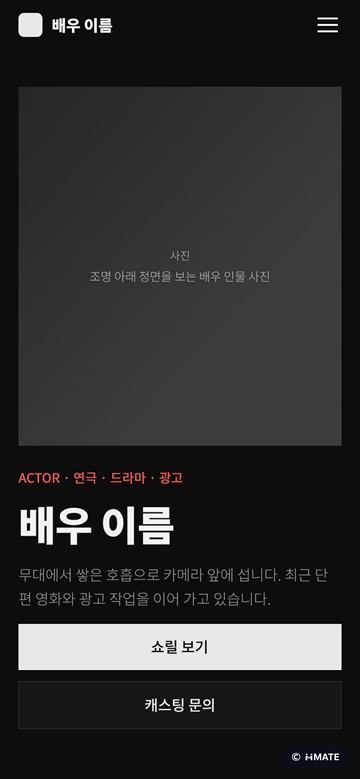 배우 이름
사진
조명 아래 정면을 보는 배우 인물 사진
ACTOR · 연극 · 드라마 · 광고
배우 이름
무대에서 쌓은 호흡으로 카메라 앞에 섭니다. 최근 단
편 영화와 광고 작업을 이어 가고 있습니다.
쇼릴 보기
캐스팅 문의
© HMATE